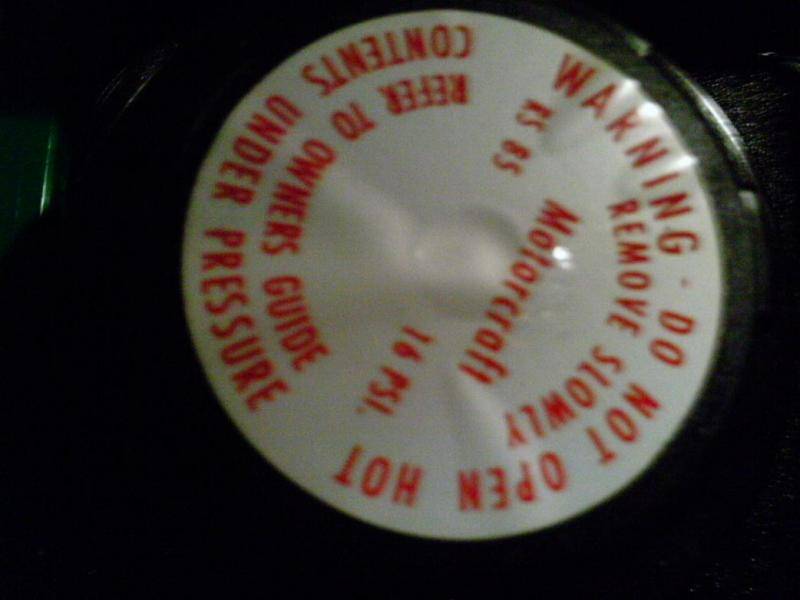 WARNING · DO NOT OPEN HOT
REMOVE SLOWLY
RS 85
Motorcraft
16 PSI.
REFER TO OWNERS GUIDE
CONTENTS UNDER PRESSURE